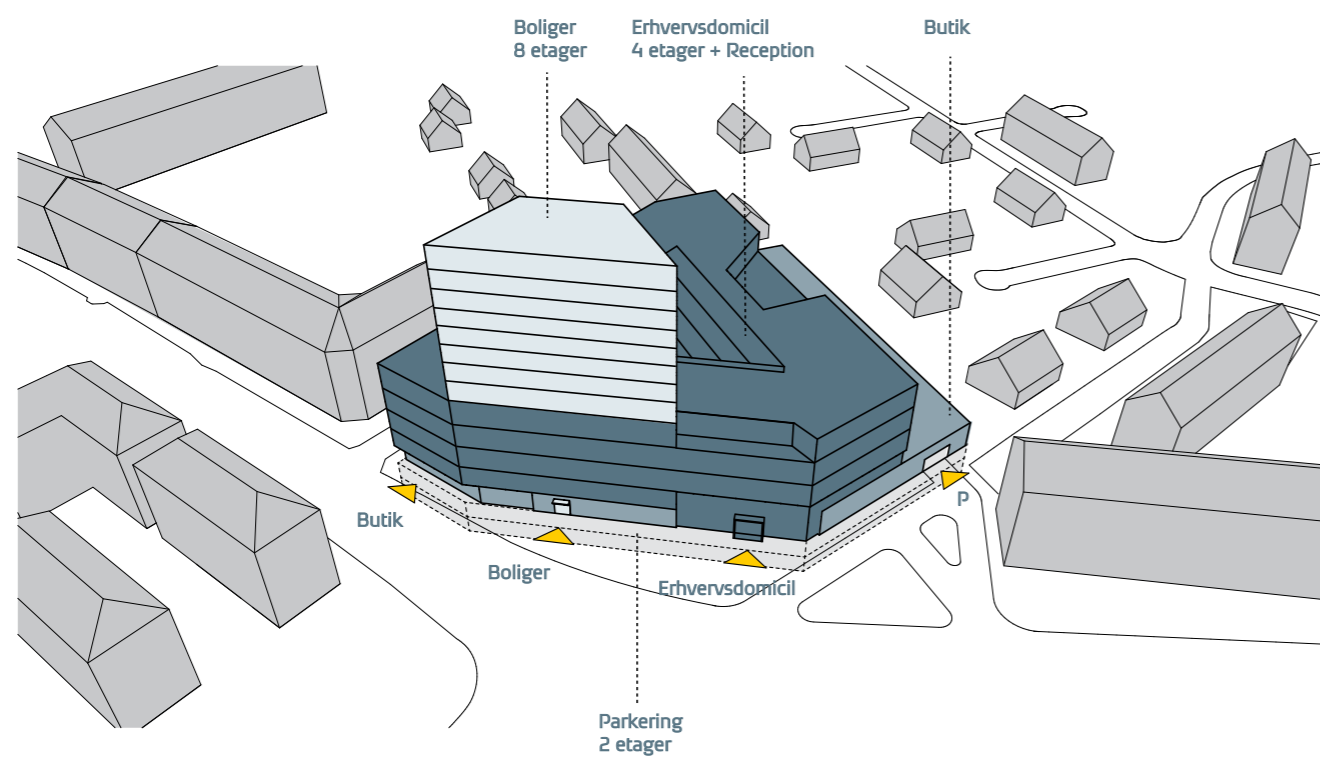 Boliger
8 etager
Erhvervsdomicil
4 etager + Reception
Butik
P
Butik
Boliger
Erhvervsdomicil
Parkering
2 etager